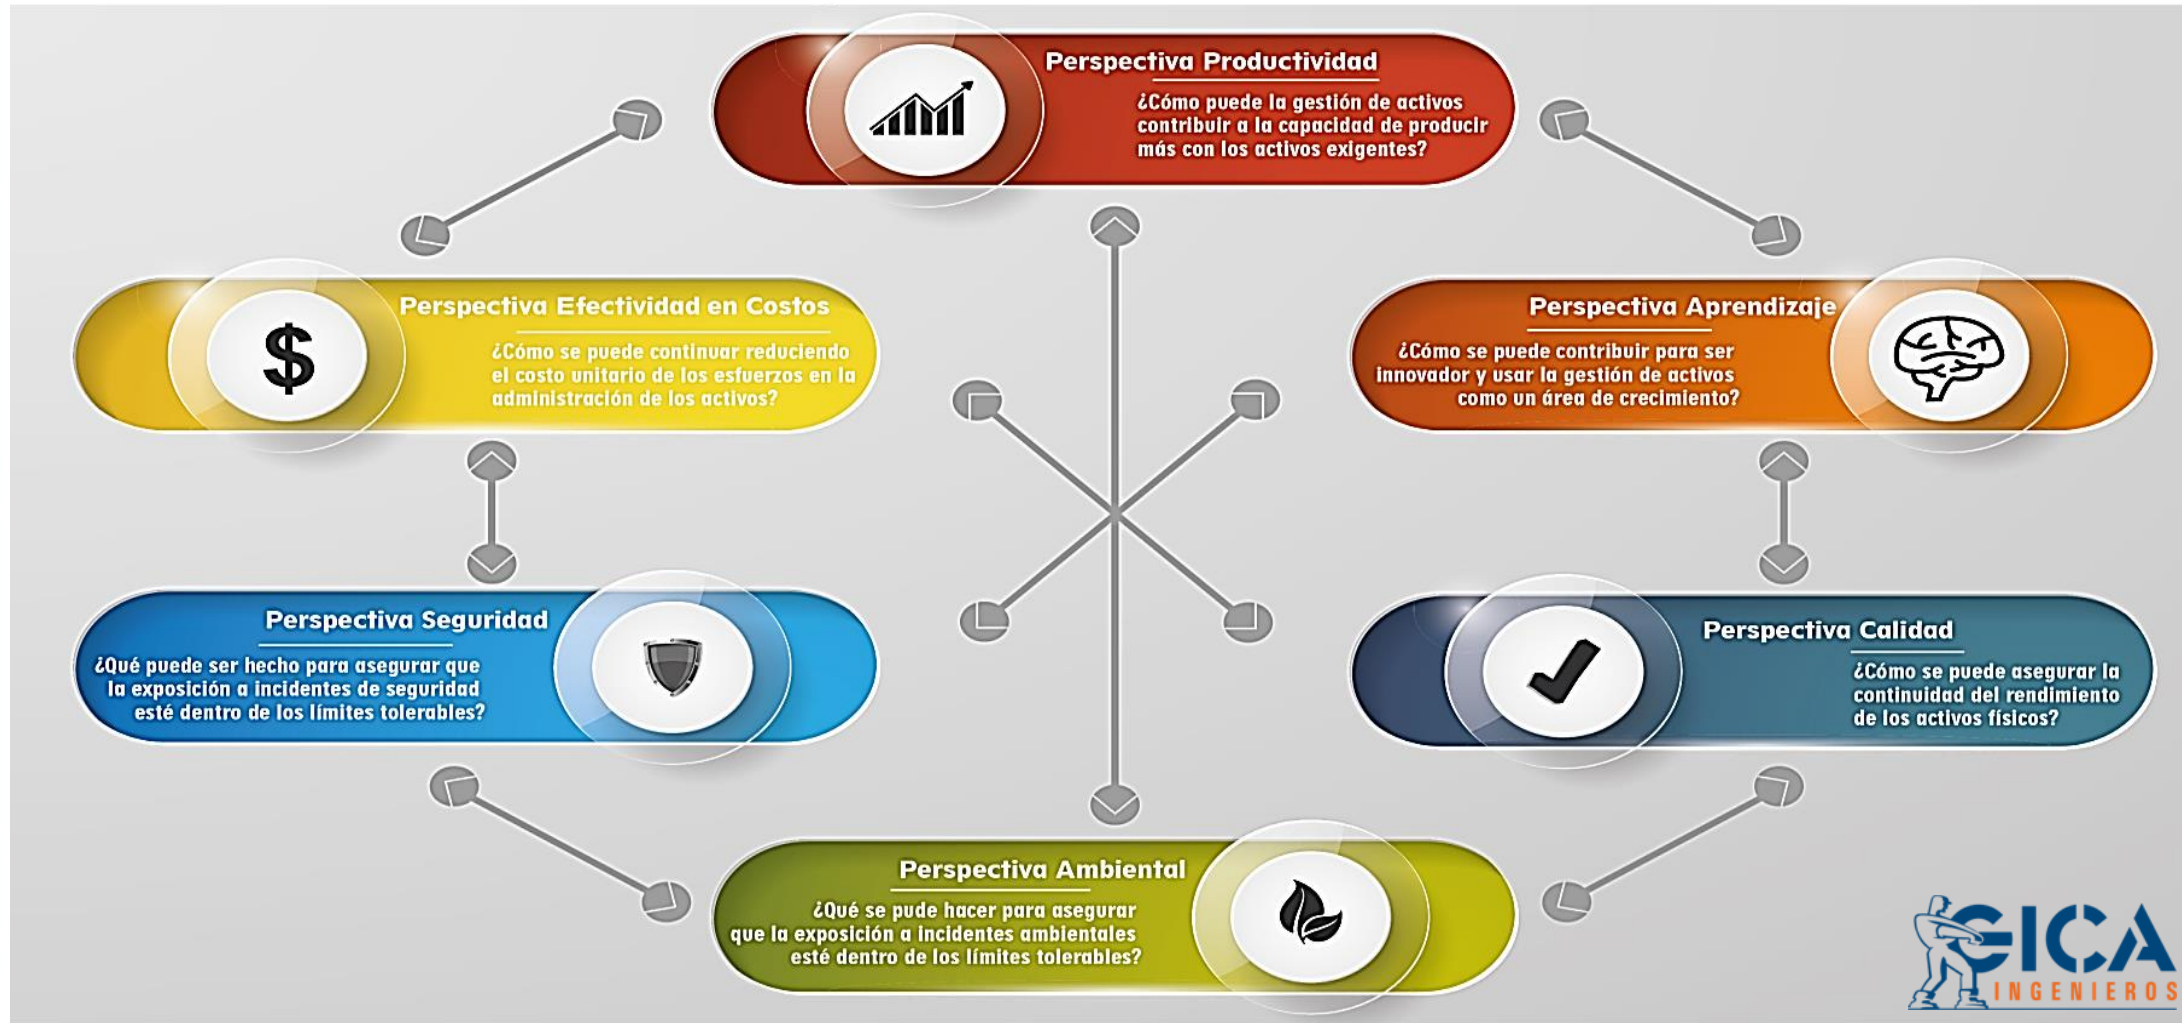 Perspectiva Productividad
¿Cómo puede la gestión de activos
contribuir a la capacidad de producir
más con los activos exigentes?
Perspectiva Efectividad en Costos
$
¿Cómo se puede continuar reduciendo
el costo unitario de los esfuerzos en la
administración de los activos?
Perspectiva Aprendizaje
¿Cómo se puede contribuir para ser
innovador y usar la gestión de activos
como un área de crecimiento?
Perspectiva Seguridad
¿Qué puede ser hecho para asegurar que
la exposición a incidentes de seguridad
esté dentro de los límites tolerables?
Perspectiva Calidad
¿Cómo se puede asegurar la
continuidad del rendimiento
de los activos físicos?
Perspectiva Ambiental
¿Qué se pude hacer para asegurar
que la exposición a incidentes ambientales
esté dentro de los límites tolerables?
GICA
INGENIEROS